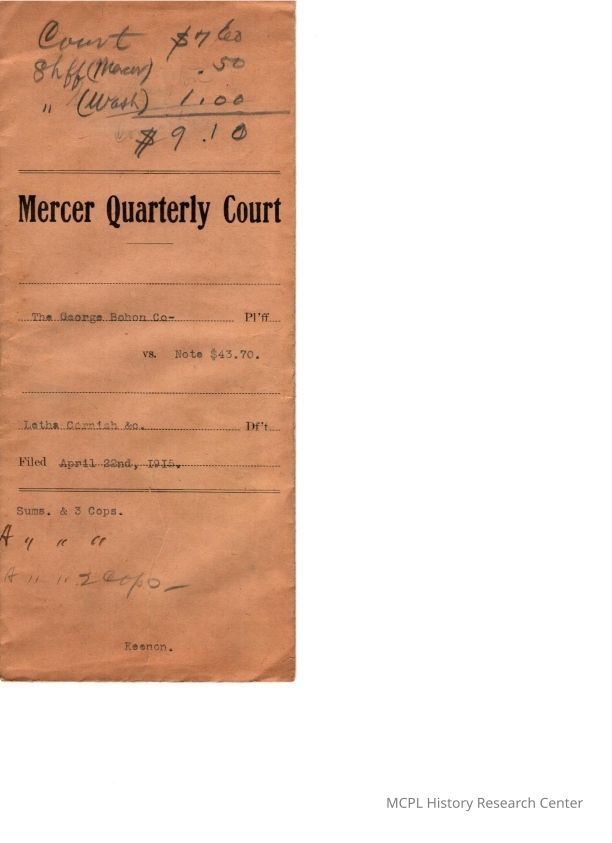 Court $7 60
Shff (Mercer) .50
" (Wash) 1.00
$9.10
Mercer Quarterly Court
The George Bohon Co- Pl'ff
vs. Note $43.70.
Letha Cornish &c. Df't
Filed April 22nd, 1915.
Sums. & 3 Cops.
A " " "
A " " 2 Cops
Keenon.
MCPL History Research Center